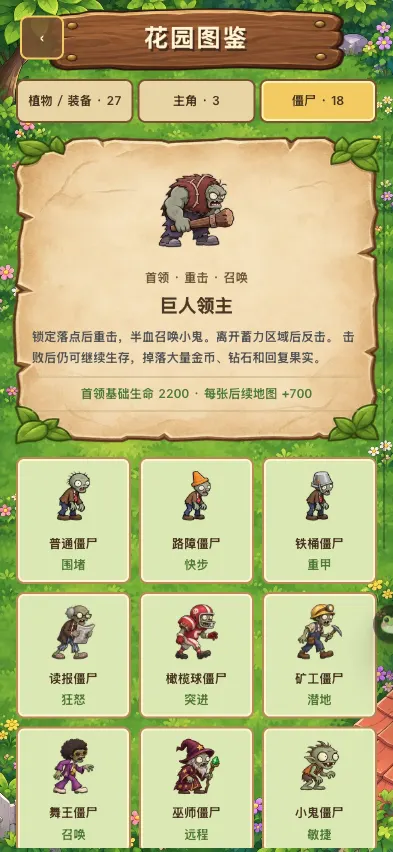 花园图鉴
植物 / 装备 · 27
主角 · 3
僵尸 · 18
首领 · 重击 · 召唤
巨人领主
锁定落点后重击，半血召唤小鬼。离开蓄力区域后反击。 击
败后仍可继续生存，掉落大量金币、钻石和回复果实。
首领基础生命 2200 · 每张后续地图 +700
普通僵尸
围堵
路障僵尸
快步
铁桶僵尸
重甲
读报僵尸
狂怒
橄榄球僵尸
突进
矿工僵尸
潜地
舞王僵尸
召唤
巫师僵尸
远程
小鬼僵尸
敏捷